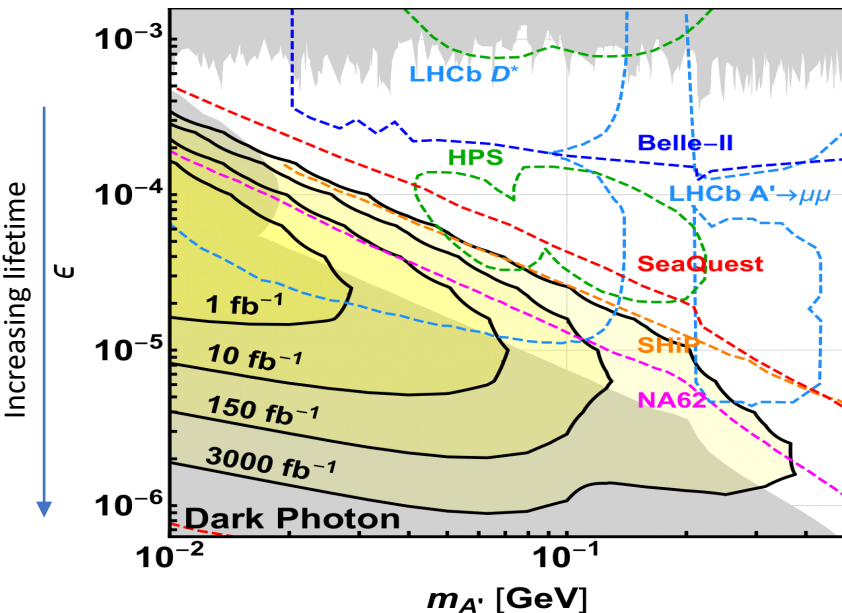 10⁻³
LHCb D*
Belle–II
HPS
10⁻⁴
LHCb A'→μμ
Increasing lifetime
ϵ
SeaQuest
1 fb⁻¹
10⁻⁵
10 fb⁻¹
SHiP
NA62
150 fb⁻¹
3000 fb⁻¹
10⁻⁶
Dark Photon
10⁻²
10⁻¹
m_A' [GeV]